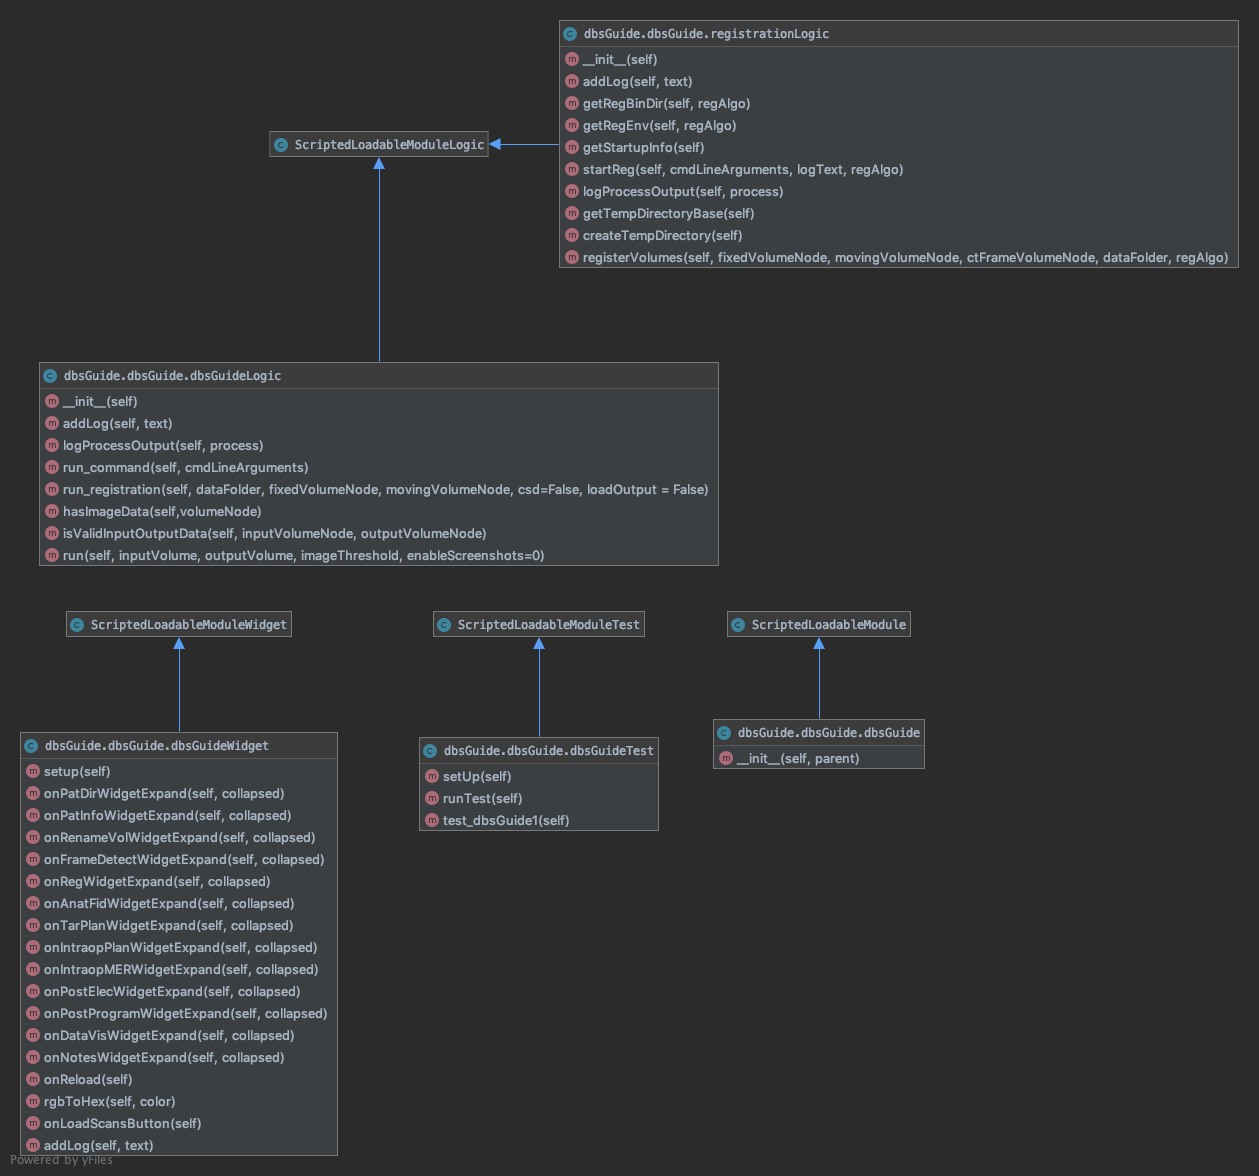 dbsGuide.dbsGuide.registrationLogic
__init__(self)
addLog(self, text)
getRegBinDir(self, regAlgo)
getRegEnv(self, regAlgo)
getStartupInfo(self)
startReg(self, cmdLineArguments, logText, regAlgo)
logProcessOutput(self, process)
getTempDirectoryBase(self)
createTempDirectory(self)
registerVolumes(self, fixedVolumeNode, movingVolumeNode, ctFrameVolumeNode, dataFolder, regAlgo)
ScriptedLoadableModuleLogic
dbsGuide.dbsGuide.dbsGuideLogic
__init__(self)
addLog(self, text)
logProcessOutput(self, process)
run_command(self, cmdLineArguments)
run_registration(self, dataFolder, fixedVolumeNode, movingVolumeNode, csd=False, loadOutput = False)
hasImageData(self,volumeNode)
isValidInputOutputData(self, inputVolumeNode, outputVolumeNode)
run(self, inputVolume, outputVolume, imageThreshold, enableScreenshots=0)
ScriptedLoadableModuleWidget
dbsGuide.dbsGuide.dbsGuideWidget
setup(self)
onPatDirWidgetExpand(self, collapsed)
onPatInfoWidgetExpand(self, collapsed)
onRenameVolWidgetExpand(self, collapsed)
onFrameDetectWidgetExpand(self, collapsed)
onRegWidgetExpand(self, collapsed)
onAnatFidWidgetExpand(self, collapsed)
onTarPlanWidgetExpand(self, collapsed)
onIntraopPlanWidgetExpand(self, collapsed)
onIntraopMERWidgetExpand(self, collapsed)
onPostElecWidgetExpand(self, collapsed)
onPostProgramWidgetExpand(self, collapsed)
onDataVisWidgetExpand(self, collapsed)
onNotesWidgetExpand(self, collapsed)
onReload(self)
rgbToHex(self, color)
onLoadScansButton(self)
addLog(self, text)
ScriptedLoadableModuleTest
dbsGuide.dbsGuide.dbsGuideTest
setUp(self)
runTest(self)
test_dbsGuide1(self)
ScriptedLoadableModule
dbsGuide.dbsGuide.dbsGuide
__init__(self, parent)
Powered by yFiles